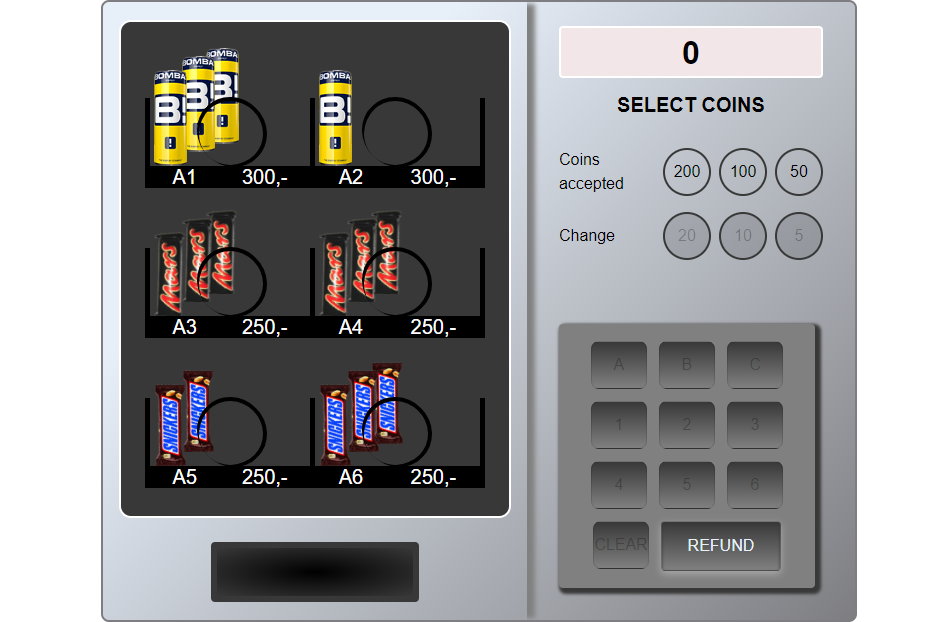 0
SELECT COINS
Coins accepted
200 100 50
Change
20 10 5
BOMBA BOMBA BOMBA
B! B! B!
BOMBA
B!
A1 300,- A2 300,-
Mars Mars Mars
Mars Mars Mars
A3 250,- A4 250,-
SNICKERS SNICKERS
SNICKERS SNICKERS SNICKERS
A5 250,- A6 250,-
A B C
1 2 3
4 5 6
CLEAR REFUND